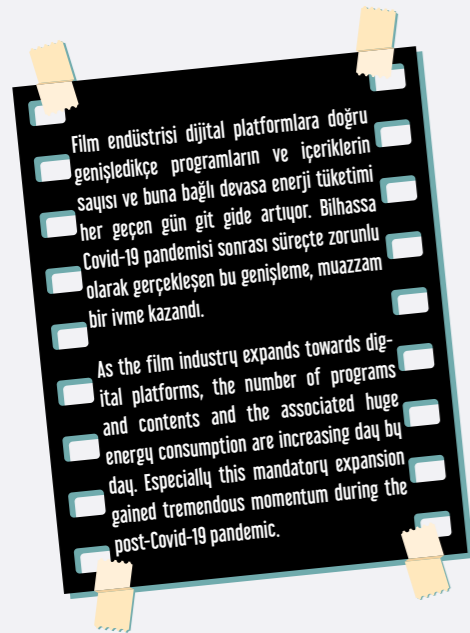 Film endüstrisi dijital platformlara doğru
genişledikçe programların ve içeriklerin
sayısı ve buna bağlı devasa enerji tüketimi
her geçen gün git gide artıyor. Bilhassa
Covid-19 pandemisi sonrası süreçte zorunlu
olarak gerçekleşen bu genişleme, muazzam
bir ivme kazandı.
As the film industry expands towards dig-
ital platforms, the number of programs
and contents and the associated huge
energy consumption are increasing day by
day. Especially this mandatory expansion
gained tremendous momentum during the
post-Covid-19 pandemic.